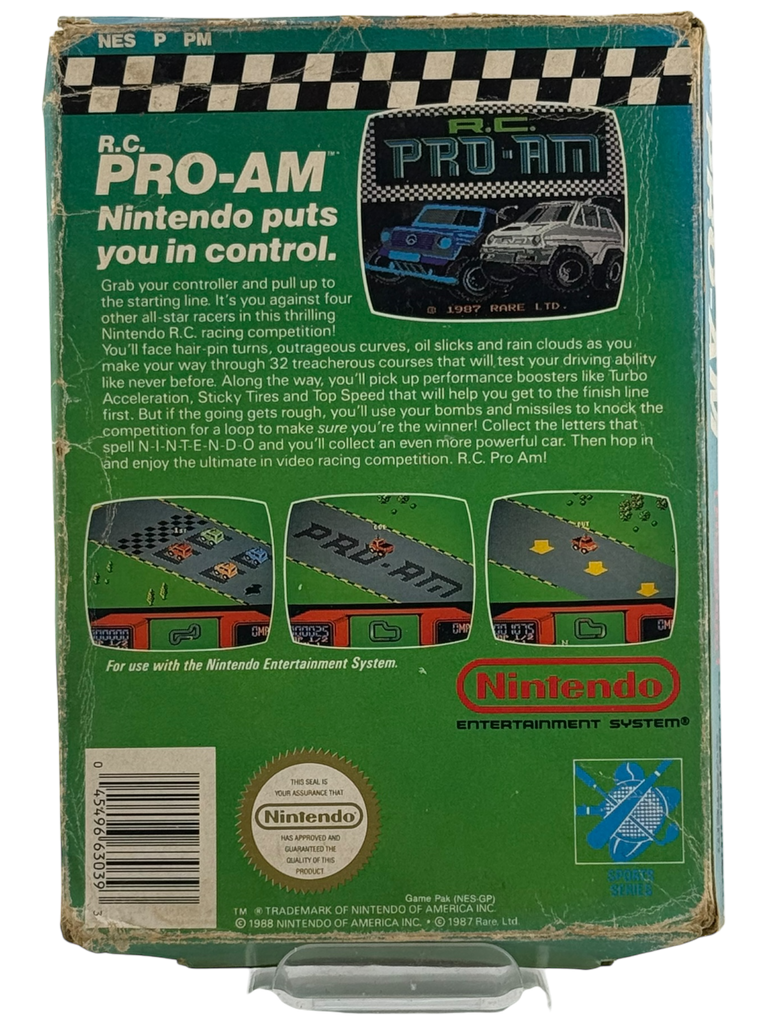 NES P PM
R.C.
PRO-AM™
Nintendo puts
you in control.
R.C.
PRO-AM
© 1987 RARE LTD.
Grab your controller and pull up to
the starting line. It's you against four
other all-star racers in this thrilling
Nintendo R.C. racing competition!
You'll face hair-pin turns, outrageous curves, oil slicks and rain clouds as you
make your way through 32 treacherous courses that will test your driving ability
like never before. Along the way, you'll pick up performance boosters like Turbo
Acceleration, Sticky Tires and Top Speed that will help you get to the finish line
first. But if the going gets rough, you'll use your bombs and missiles to knock the
competition for a loop to make sure you're the winner! Collect the letters that
spell N-I-N-T-E-N-D-O and you'll collect an even more powerful car. Then hop in
and enjoy the ultimate in video racing competition. R.C. Pro Am!
PRO-AM
For use with the Nintendo Entertainment System.
Nintendo
ENTERTAINMENT SYSTEM®
0 45496 63039 3
THIS SEAL IS
YOUR ASSURANCE THAT
Nintendo
HAS APPROVED AND
GUARANTEED THE
QUALITY OF THIS
PRODUCT.
SPORTS
SERIES
Game Pak (NES-GP)
TM ® TRADEMARK OF NINTENDO OF AMERICA INC.
© 1988 NINTENDO OF AMERICA INC. • © 1987 Rare, Ltd.